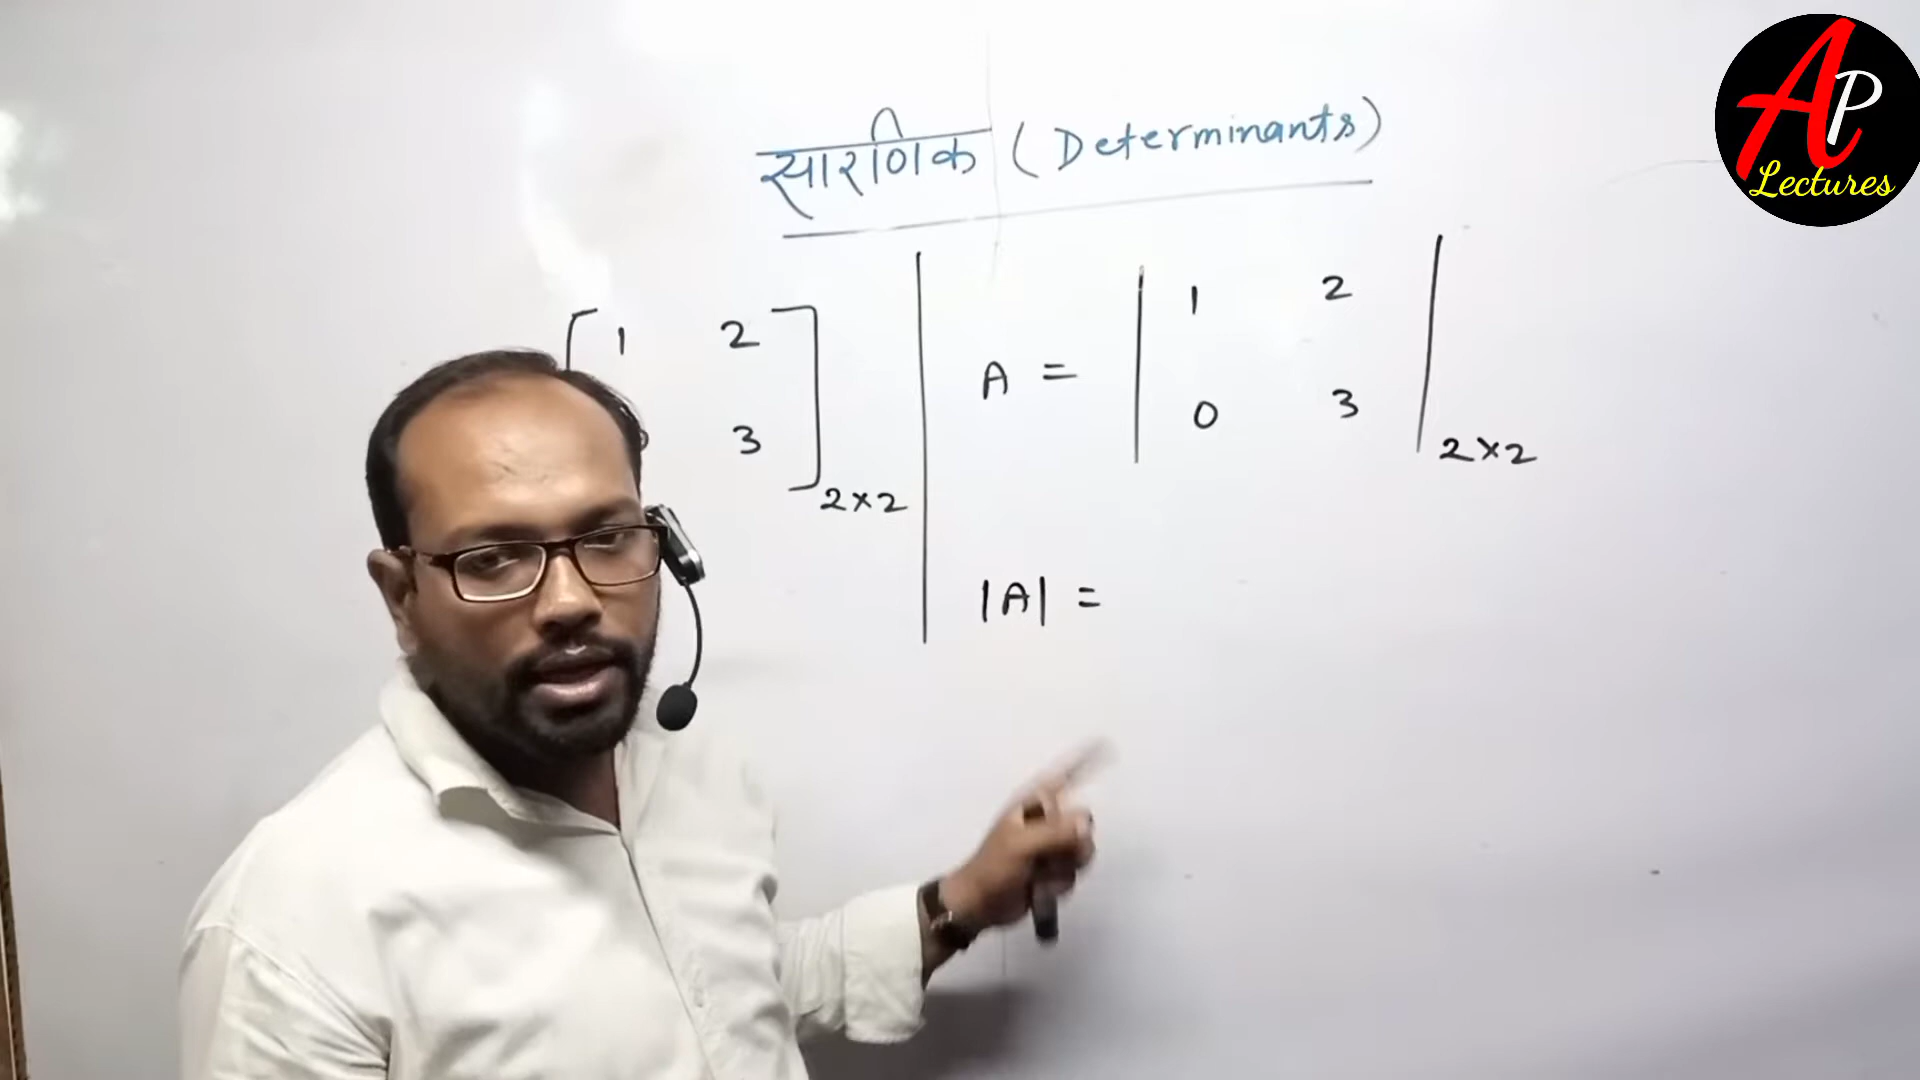 सारणिक (Determinants)
1 2
3
2×2
A = | 1 2 |
| 0 3 | 2×2
|A| =
AP
Lectures